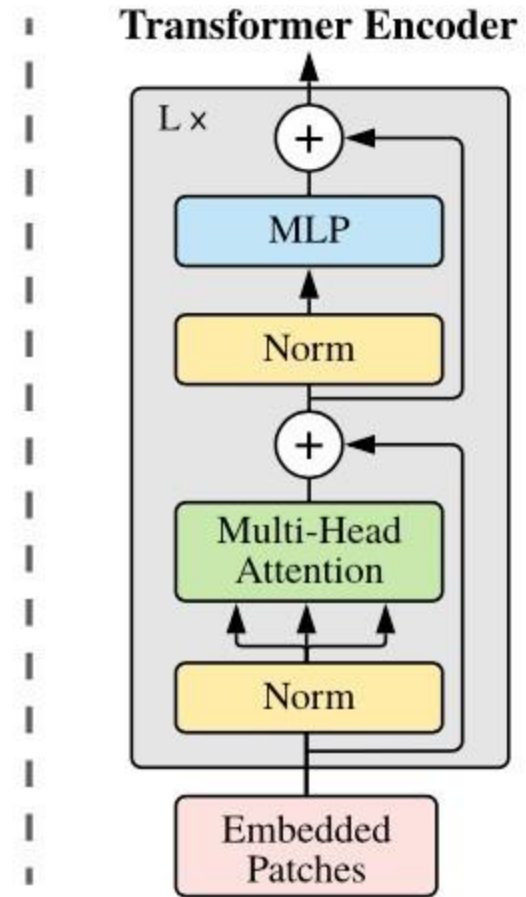 Transformer Encoder
L ×
+
MLP
Norm
+
Multi-Head
Attention
Norm
Embedded
Patches